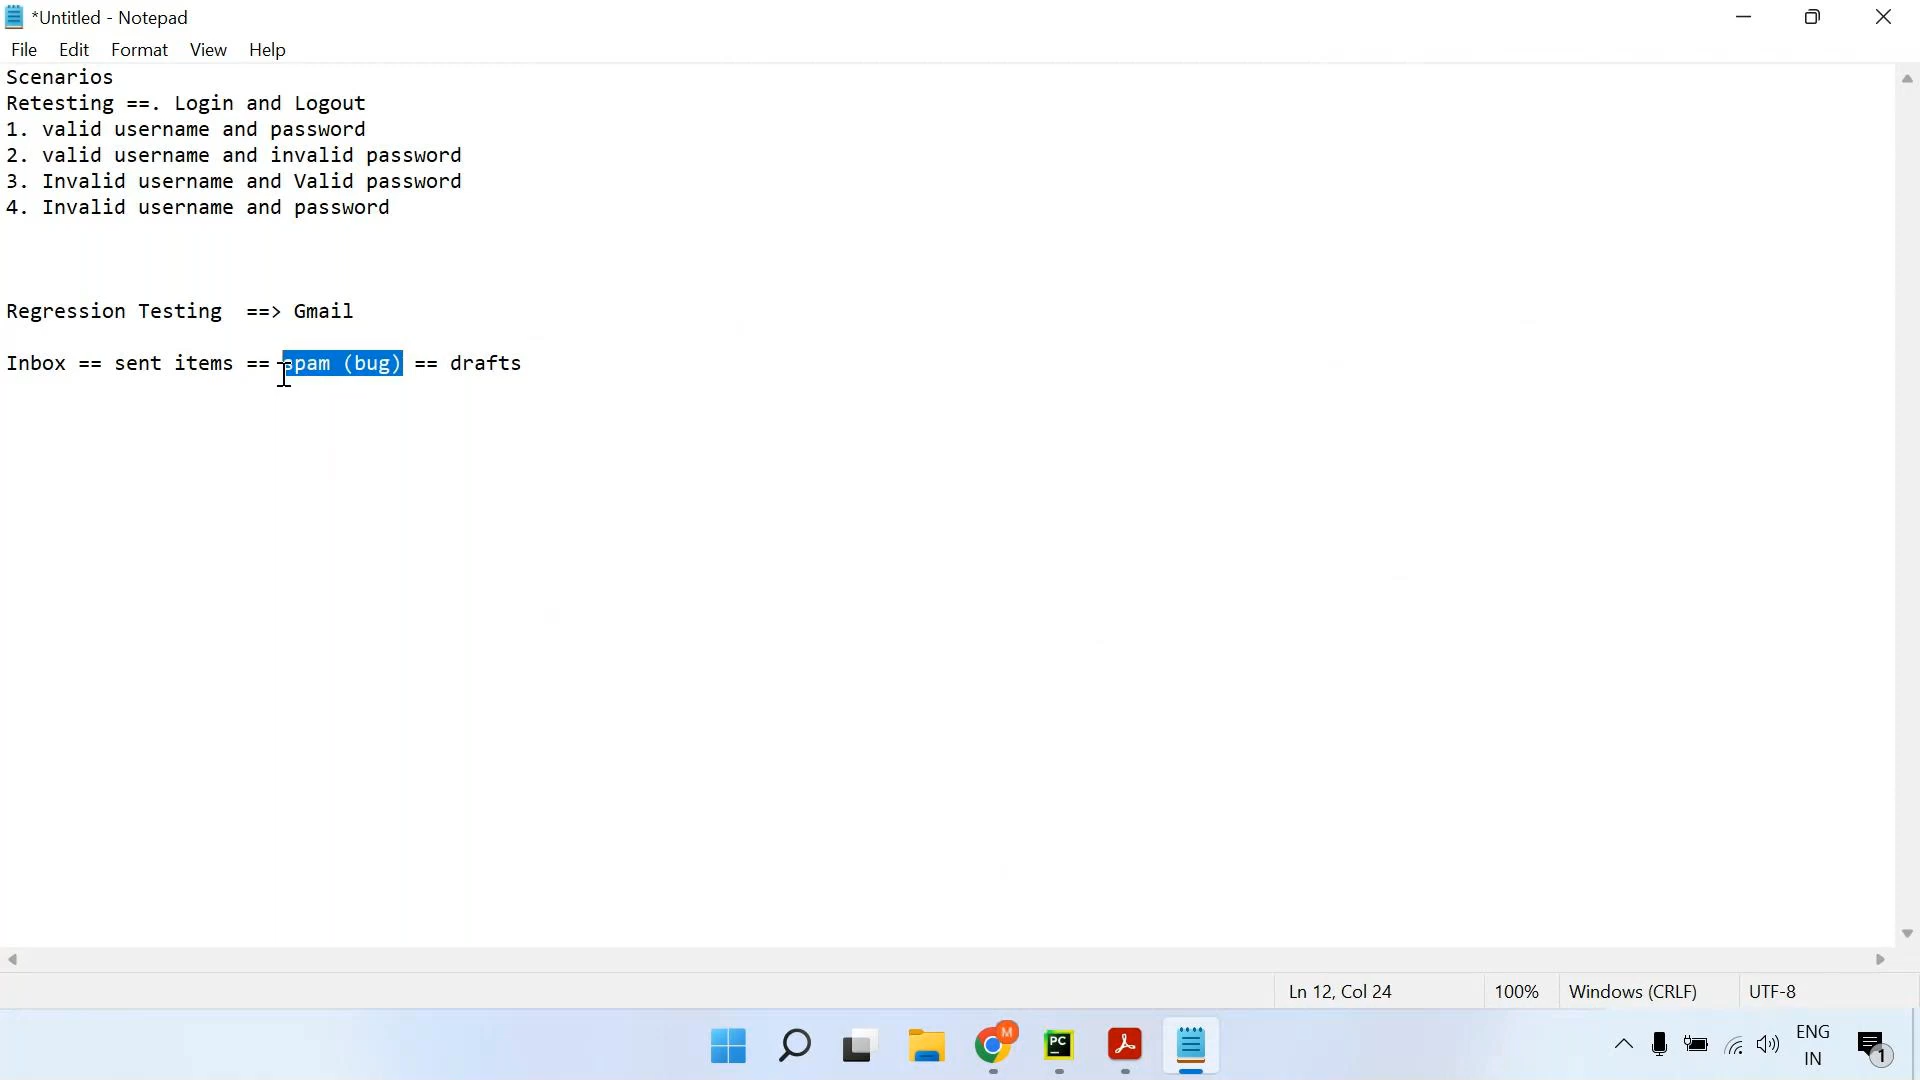 *Untitled - Notepad
File Edit Format View Help
Scenarios
Retesting ==. Login and Logout
1. valid username and password
2. valid username and invalid password
3. Invalid username and Valid password
4. Invalid username and password
Regression Testing ==> Gmail
Inbox == sent items == spam (bug) == drafts
Ln 12, Col 24 100% Windows (CRLF) UTF-8
M
PC
ENG
IN
1